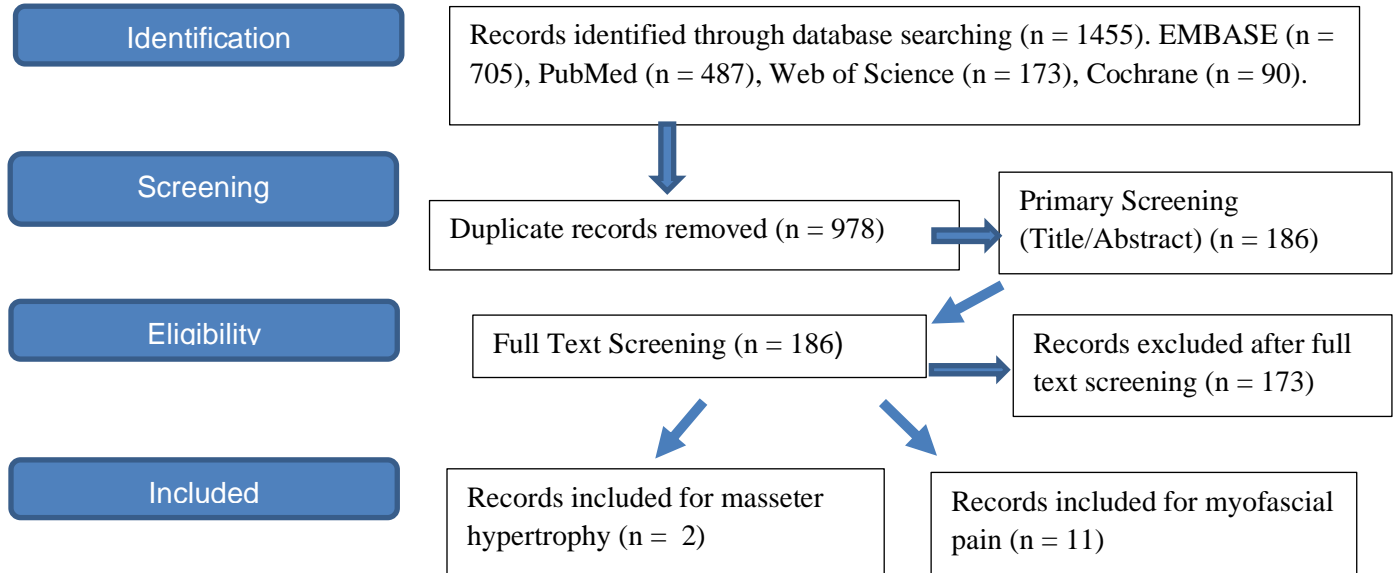 Identification
Records identified through database searching (n = 1455). EMBASE (n =
705), PubMed (n = 487), Web of Science (n = 173), Cochrane (n = 90).
Screening
Duplicate records removed (n = 978)
Primary Screening
(Title/Abstract) (n = 186)
Eligibility
Full Text Screening (n = 186)
Records excluded after full
text screening (n = 173)
Included
Records included for masseter
hypertrophy (n =  2)
Records included for myofascial
pain (n = 11)